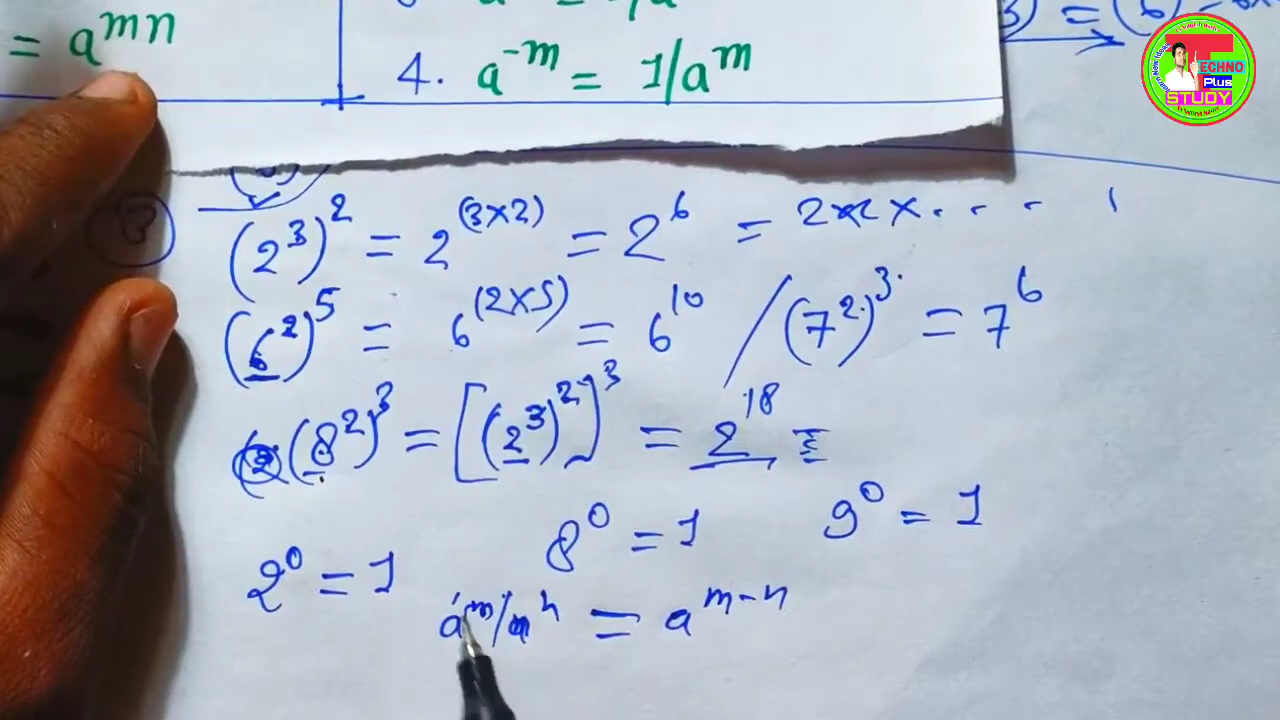 = a^mn
4. a^-m = 1/a^m
(2^3)^2 = 2^(3×2) = 2^6 = 2×2×. . . .
(6^2)^5 = 6^(2×5) = 6^10 / (7^2)^3 = 7^6
(8^2)^3 = [(2^3)^2]^3 = 2^18
8^0 = 1 9^0 = 1
2^0 = 1
a^m/a^n = a^m-n
TECHNO
Plus
STUDY